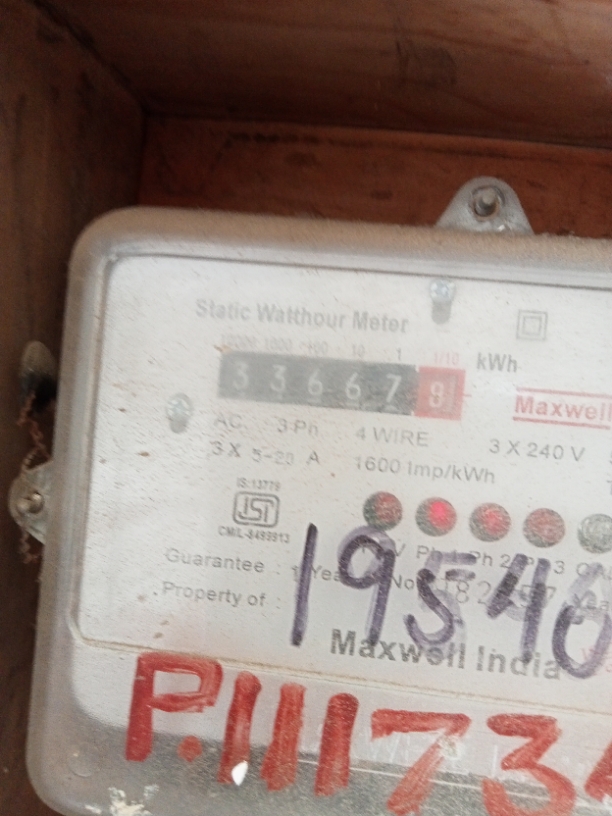 Static Watthour Meter
10000 1000 100 10 1 1/10
3 3 6 6 7 8 kWh
Maxwell
AC. 3 Ph 4 WIRE 3 X 240 V
3 X 5-20 A 1600 Imp/kWh
IS:13779
ISI
Guarantee :
Property of :
19540
Maxwell India
P.11173